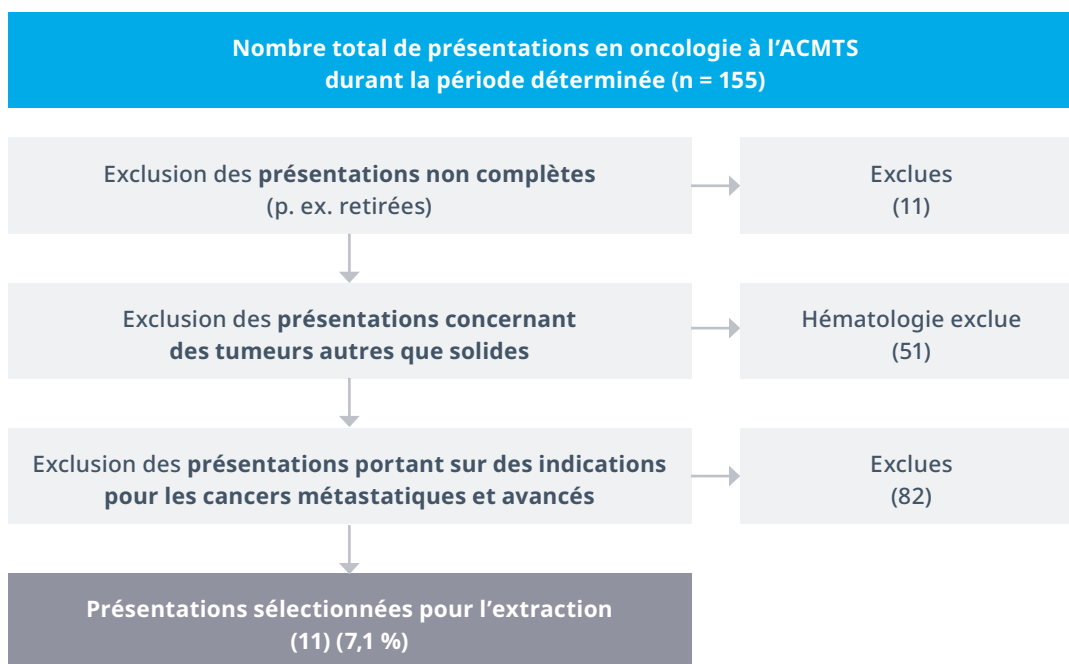 Nombre total de présentations en oncologie à l’ACMTS
durant la période déterminée (n = 155)
Exclusion des présentations non complètes
(p. ex. retirées)
Exclues
(11)
Exclusion des présentations concernant
des tumeurs autres que solides
Hématologie exclue
(51)
Exclusion des présentations portant sur des indications
pour les cancers métastatiques et avancés
Exclues
(82)
Présentations sélectionnées pour l’extraction
(11) (7,1 %)